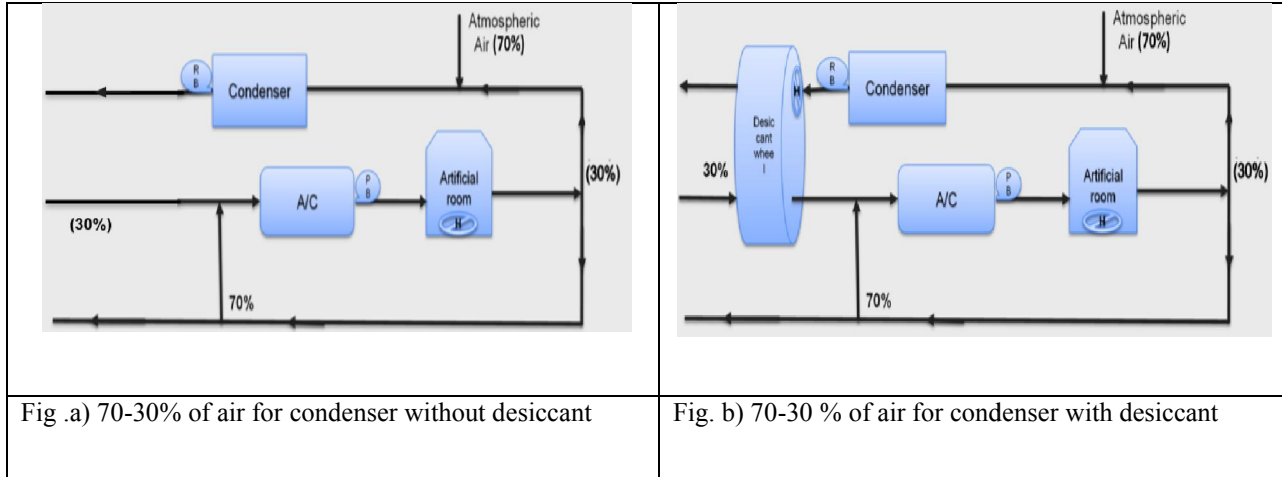 Atmospheric
Air (70%)
R
B
Condenser
(30%)
A/C
P
B
Artificial
room
H
(30%)
70%
Atmospheric
Air (70%)
R
B
H
Condenser
Desic
cant
whee
l
30%
A/C
P
B
Artificial
room
H
(30%)
70%
Fig .a) 70-30% of air for condenser without desiccant
Fig. b) 70-30 % of air for condenser with desiccant